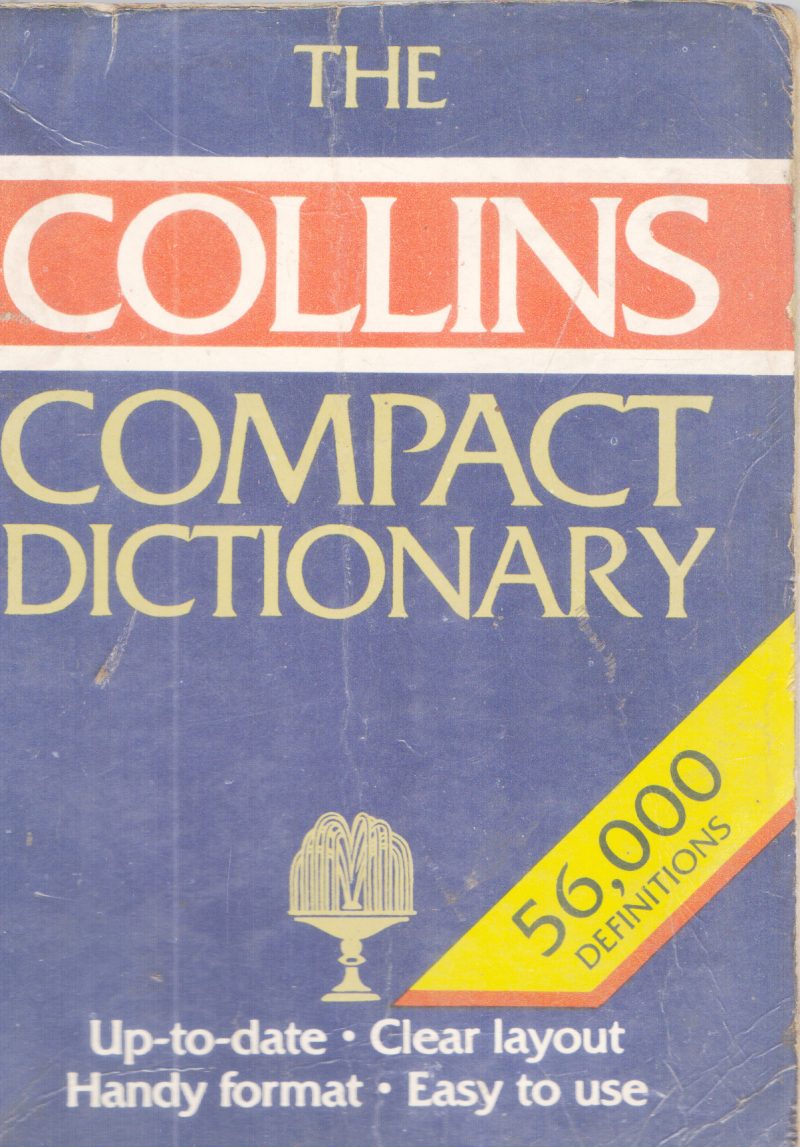 THE
COLLINS
COMPACT
DICTIONARY
56,000
DEFINITIONS
Up-to-date • Clear layout
Handy format • Easy to use